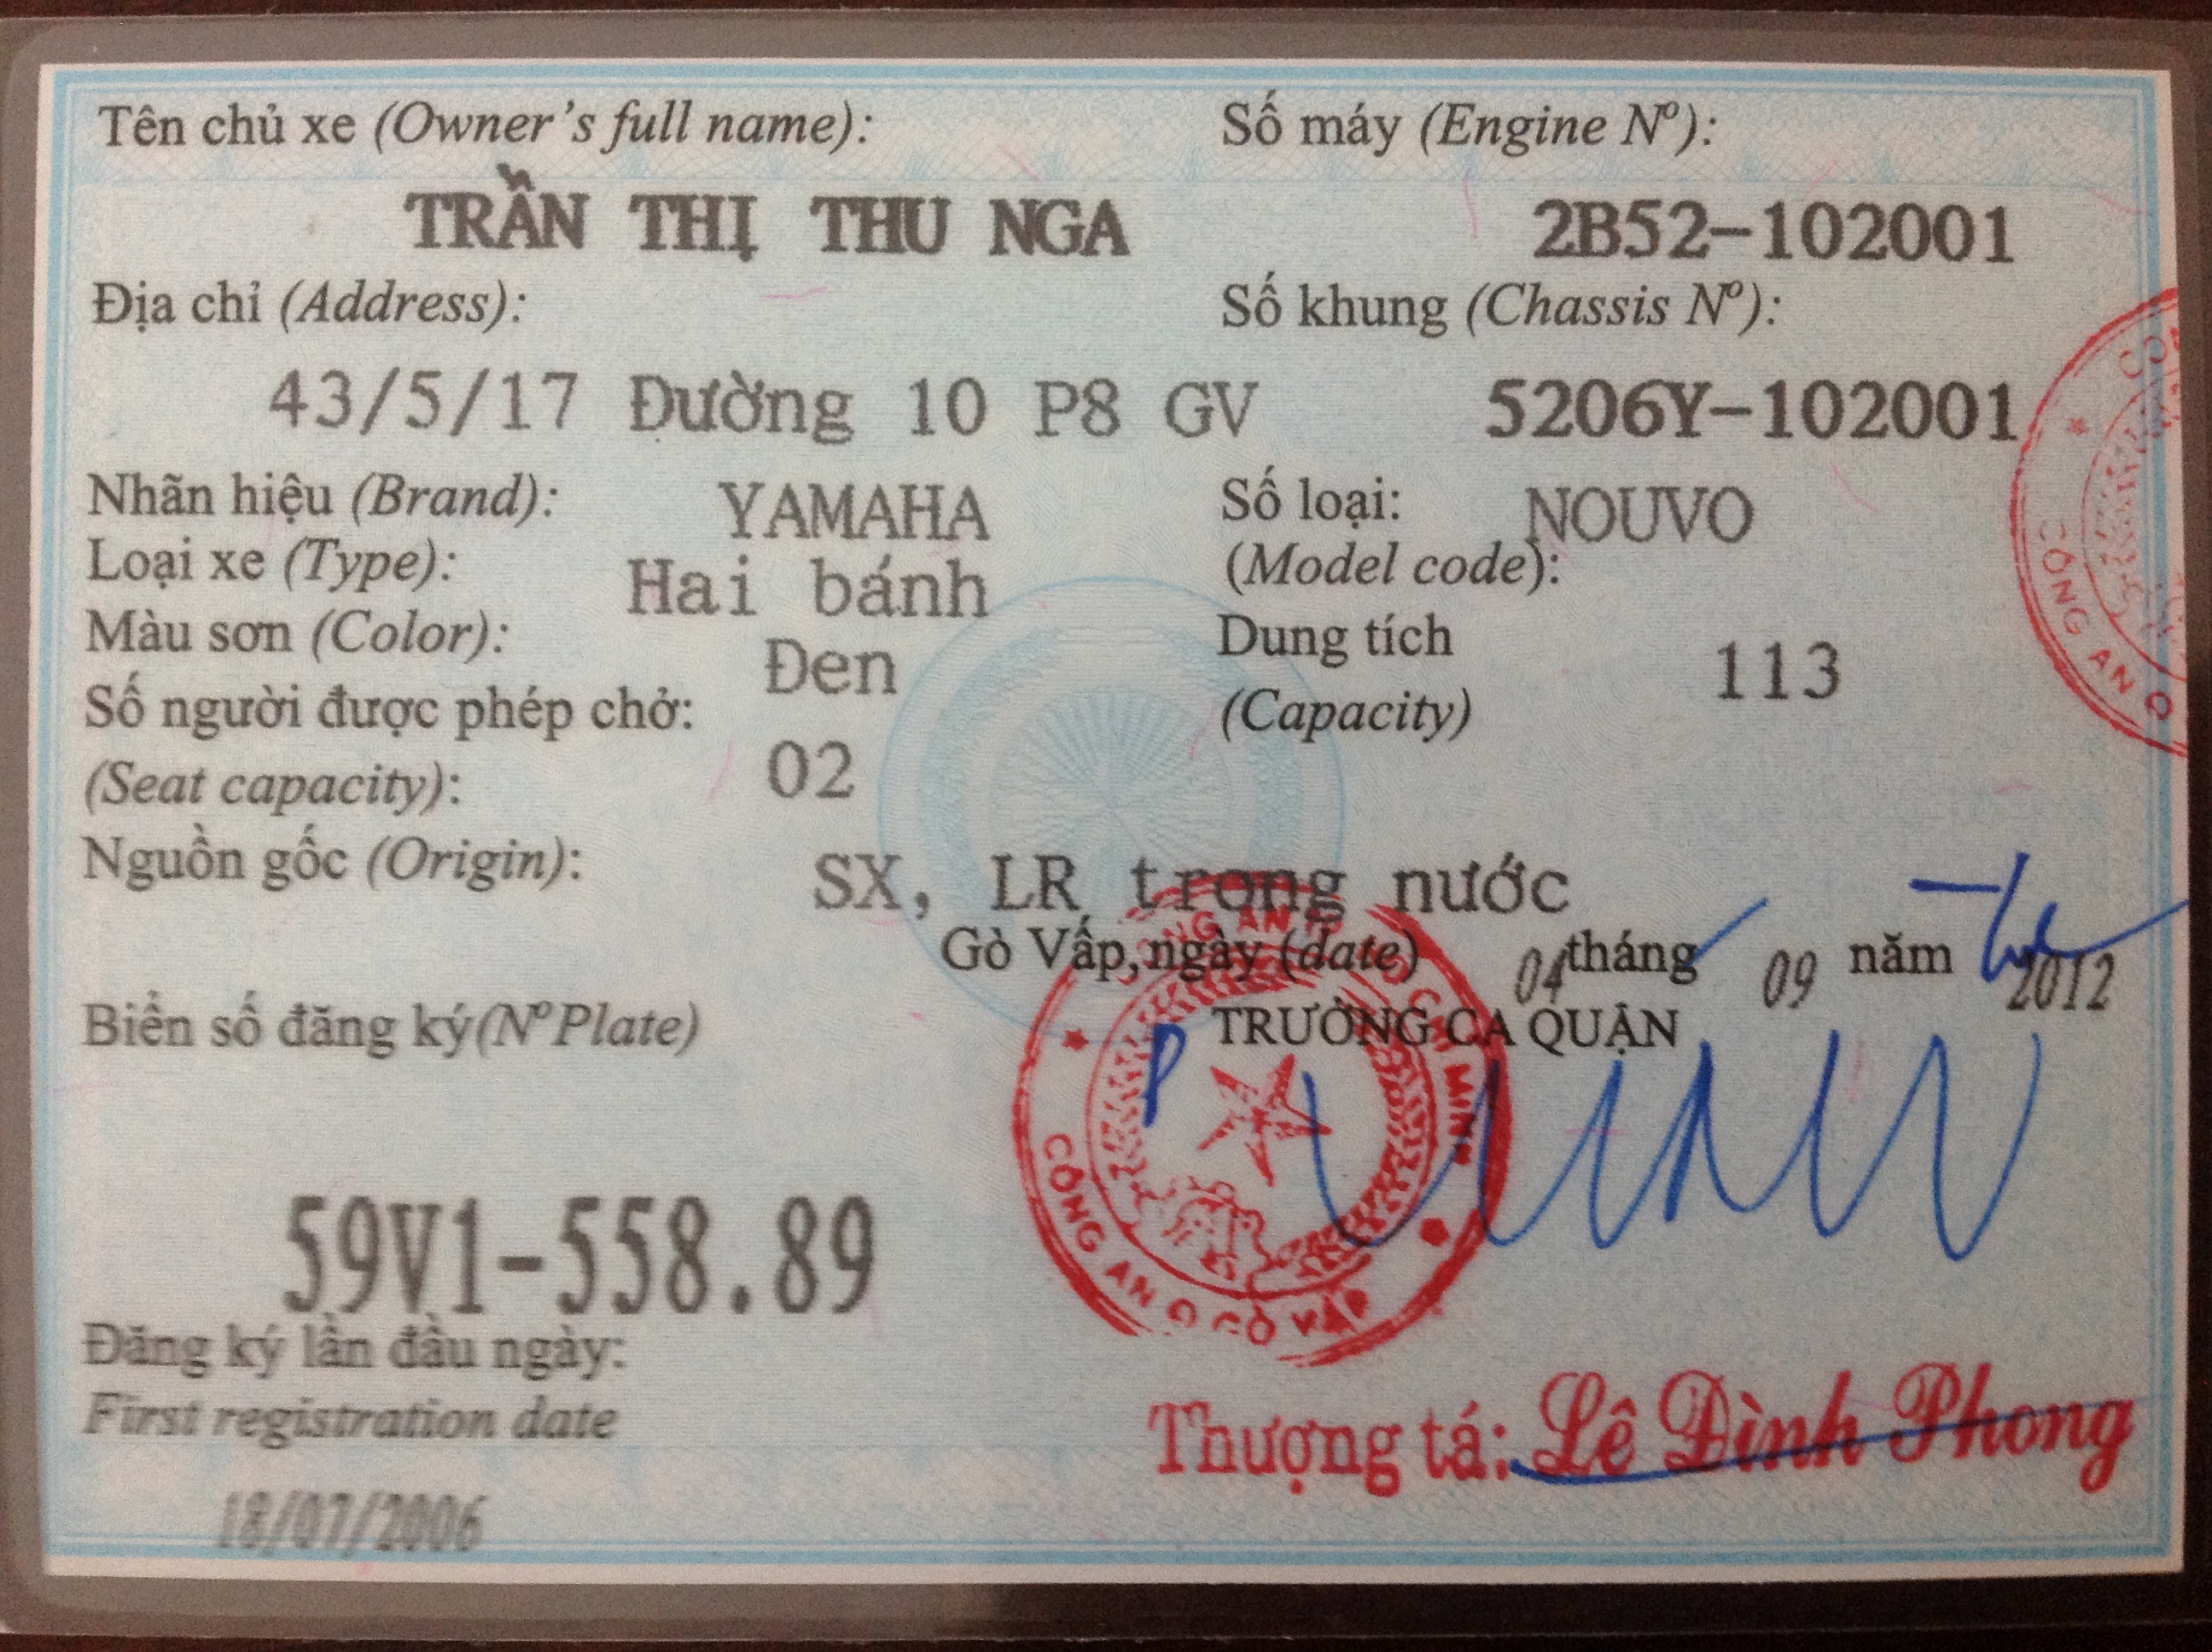 Tên chủ xe (Owner's full name):
TRẦN THỊ THU NGA
Địa chỉ (Address):
43/5/17 Đường 10 P8 GV
Nhãn hiệu (Brand): YAMAHA
Loại xe (Type): Hai bánh
Màu sơn (Color): Đen
Số người được phép chở:
(Seat capacity): 02
Nguồn gốc (Origin): SX, LR trong nước
Số máy (Engine Nº):
2B52-102001
Số khung (Chassis Nº):
5206Y-102001
Số loại: NOUVO
(Model code):
Dung tích 113
(Capacity)
Gò Vấp, ngày (date) 04 tháng 09 năm 2012
P TRƯỞNG CA QUẬN
Biển số đăng ký (Nº Plate)
59V1-558.89
Đăng ký lần đầu ngày:
First registration date
18/07/2006
CÔNG AN Q GÒ VẤP
Thượng tá: Lê Đình Phong
CÔNG AN Q